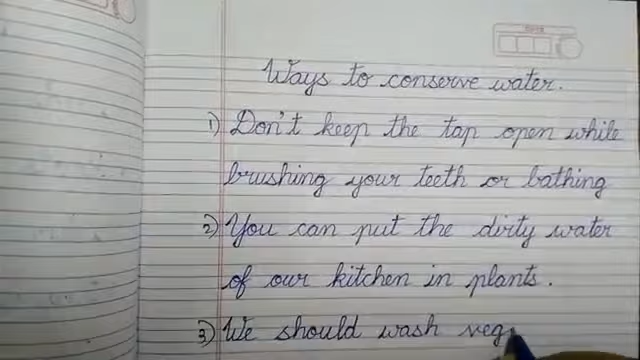 Ways to conserve water.
1) Don't keep the tap open while
brushing your teeth or bathing
2) You can put the dirty water
of our kitchen in plants.
3) We should wash veg